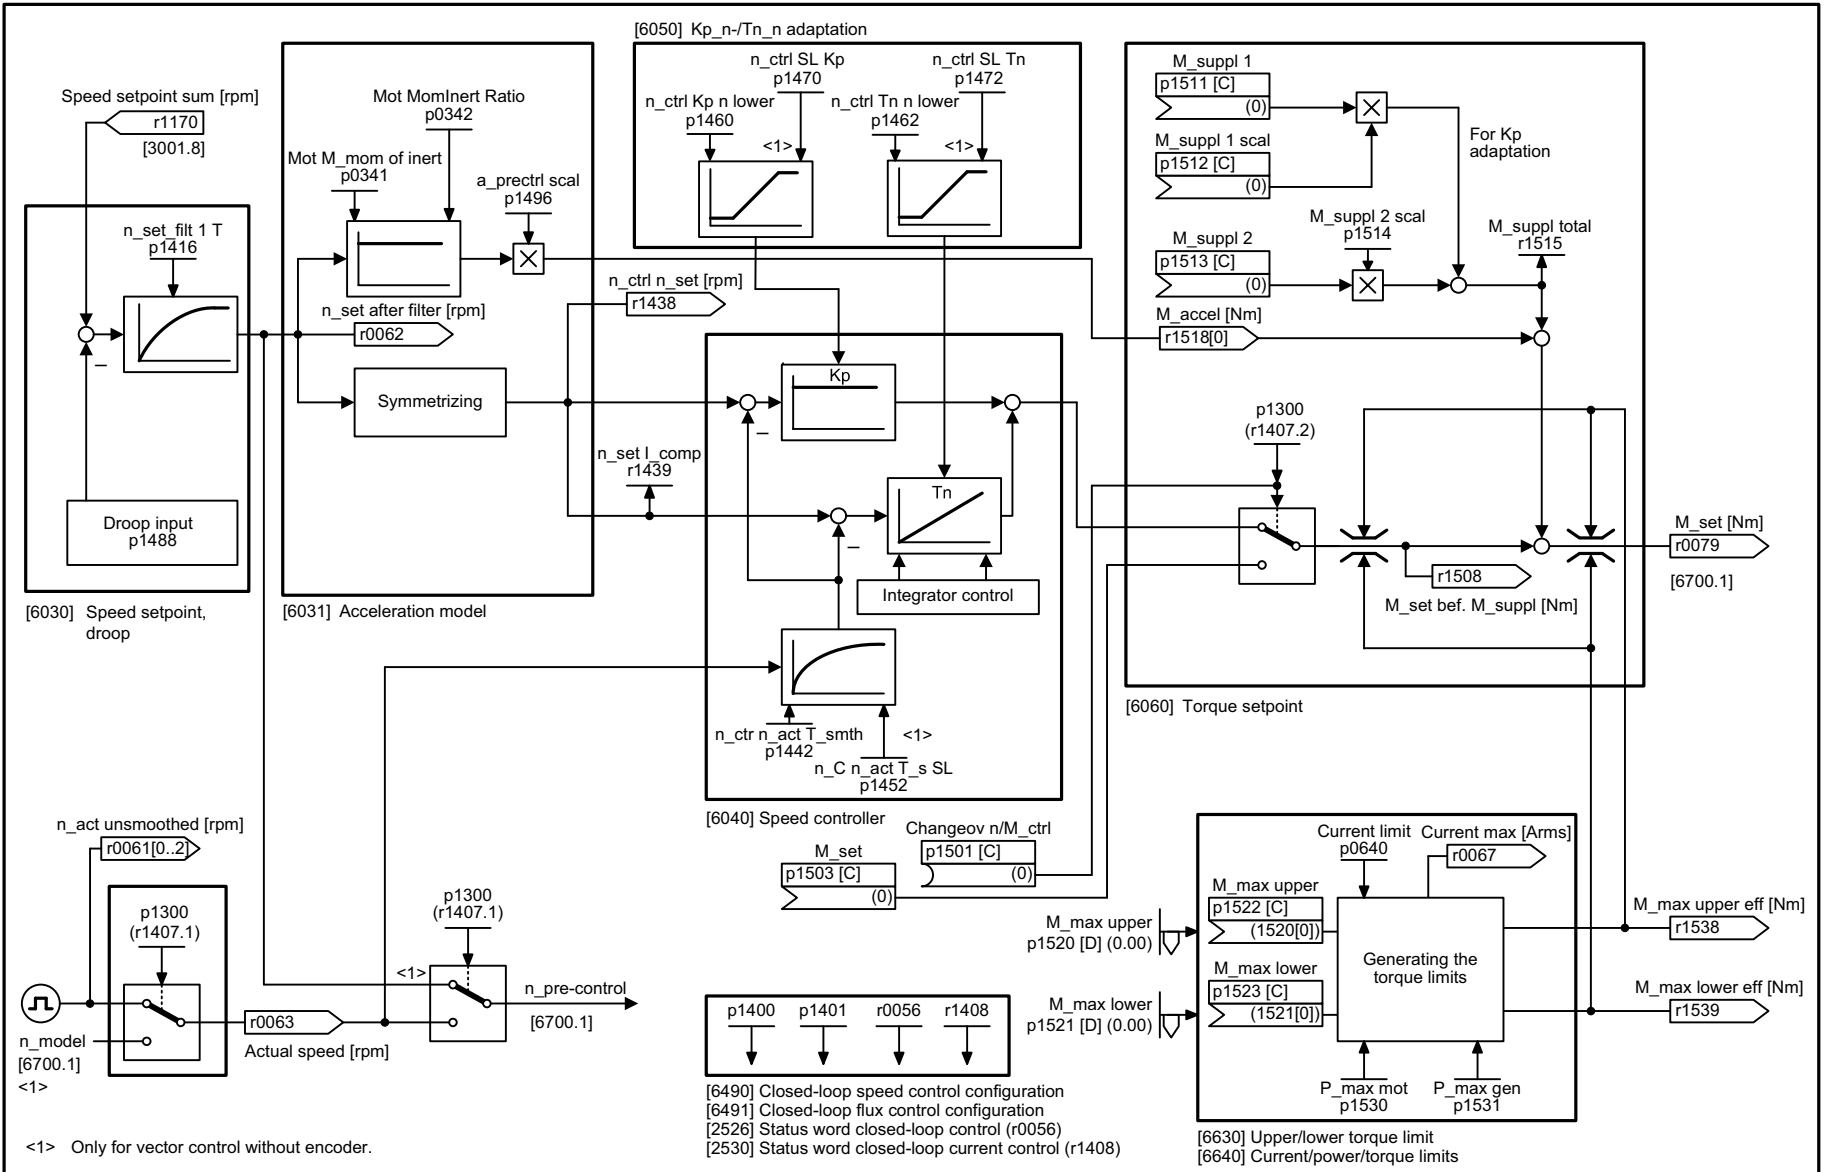 [6050] Kp_n-/Tn_n adaptation
Speed setpoint sum [rpm]
r1170
[3001.8]
n_set_filt 1 T
p1416
Droop input
p1488
[6030] Speed setpoint,
droop
Mot MomInert Ratio
p0342
Mot M_mom of inert
p0341
a_prectrl scal
p1496
n_set after filter [rpm]
r0062
Symmetrizing
[6031] Acceleration model
n_ctrl SL Kp
p1470
n_ctrl Kp n lower
p1460
<1>
n_ctrl SL Tn
p1472
n_ctrl Tn n lower
p1462
<1>
n_ctrl n_set [rpm]
r1438
n_set I_comp
r1439
Kp
Tn
Integrator control
n_ctr n_act T_smth
p1442
<1>
n_C n_act T_s SL
p1452
[6040] Speed controller
M_suppl 1
p1511 [C]
(0)
M_suppl 1 scal
p1512 [C]
(0)
For Kp
adaptation
M_suppl 2 scal
p1514
M_suppl 2
p1513 [C]
(0)
M_suppl total
r1515
M_accel [Nm]
r1518[0]
p1300
(r1407.2)
r1508
M_set bef. M_suppl [Nm]
M_set [Nm]
r0079
[6700.1]
[6060] Torque setpoint
n_act unsmoothed [rpm]
r0061[0..2]
p1300
(r1407.1)
n_model
[6700.1]
<1>
r0063
Actual speed [rpm]
p1300
(r1407.1)
<1>
n_pre-control
[6700.1]
M_set
p1503 [C]
(0)
Changeov n/M_ctrl
p1501 [C]
(0)
p1400
p1401
r0056
r1408
[6490] Closed-loop speed control configuration
[6491] Closed-loop flux control configuration
[2526] Status word closed-loop control (r0056)
[2530] Status word closed-loop current control (r1408)
M_max upper
p1520 [D] (0.00)
M_max lower
p1521 [D] (0.00)
Current limit
p0640
Current max [Arms]
r0067
M_max upper
p1522 [C]
(1520[0])
M_max lower
p1523 [C]
(1521[0])
Generating the
torque limits
P_max mot
p1530
P_max gen
p1531
M_max upper eff [Nm]
r1538
M_max lower eff [Nm]
r1539
[6630] Upper/lower torque limit
[6640] Current/power/torque limits
<1> Only for vector control without encoder.